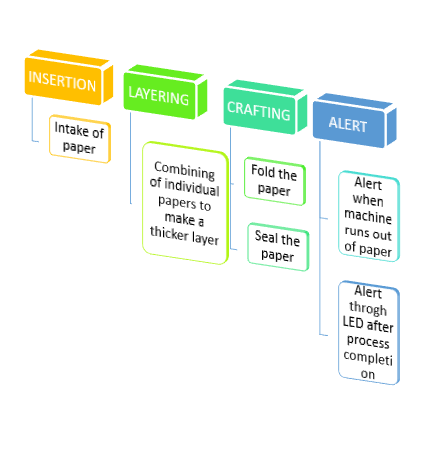 INSERTION
Intake of
paper
LAYERING
Combining
of individual
papers to
make a
thicker layer
CRAFTING
Fold the
paper
Seal the
paper
ALERT
Alert
when
machine
runs out
of paper
Alert
throgh
LED after
process
completi
on